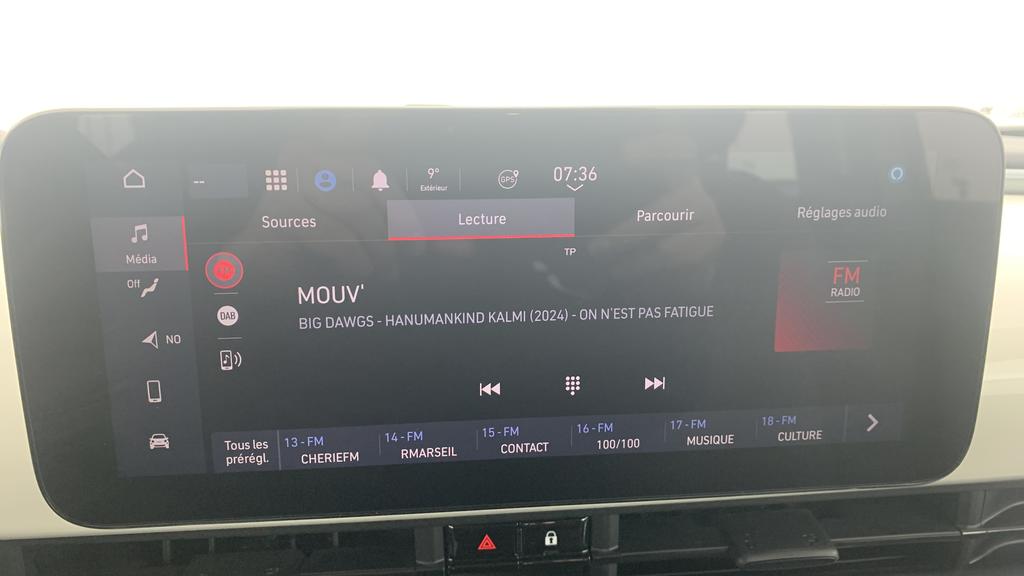 --
9°
Extérieur
GPS
07:36
Sources
Lecture
Parcourir
Réglages audio
Média
Off
NO
DAB
TP
MOUV'
BIG DAWGS - HANUMANKIND KALMI (2024) - ON N'EST PAS FATIGUE
FM
RADIO
Tous les
prérégl.
13 - FM
CHERIEFM
14 - FM
RMARSEIL
15 - FM
CONTACT
16 - FM
100/100
17 - FM
MUSIQUE
18 - FM
CULTURE